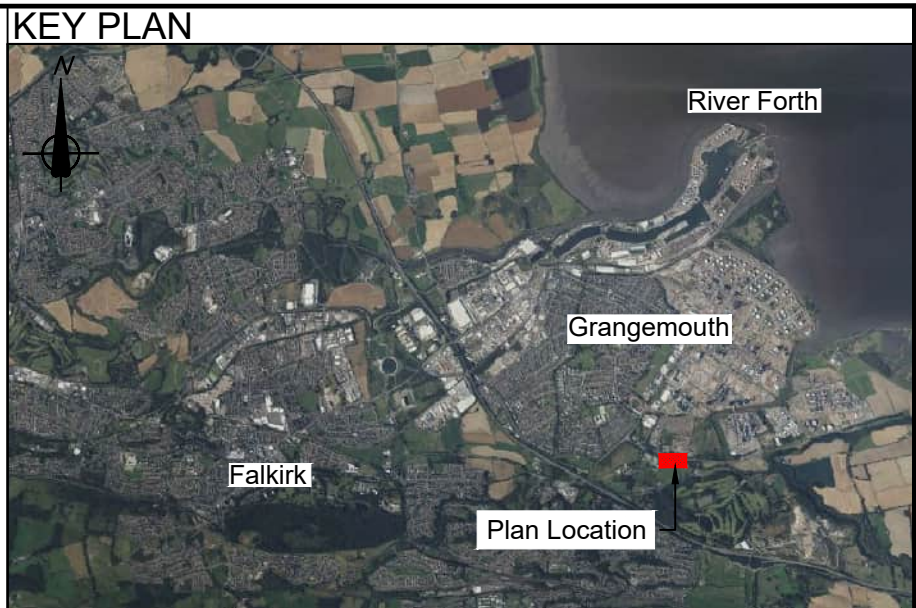 KEY PLAN
N
River Forth
Grangemouth
Falkirk
Plan Location